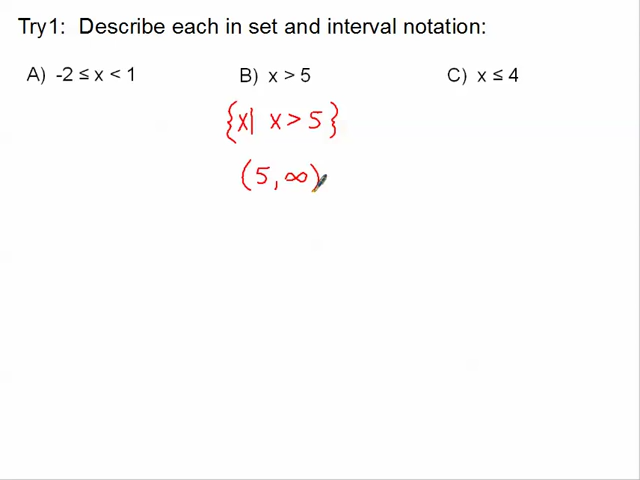 Try1: Describe each in set and interval notation:
A) -2 ≤ x < 1 B) x > 5 C) x ≤ 4
{x| x > 5}
(5, ∞)